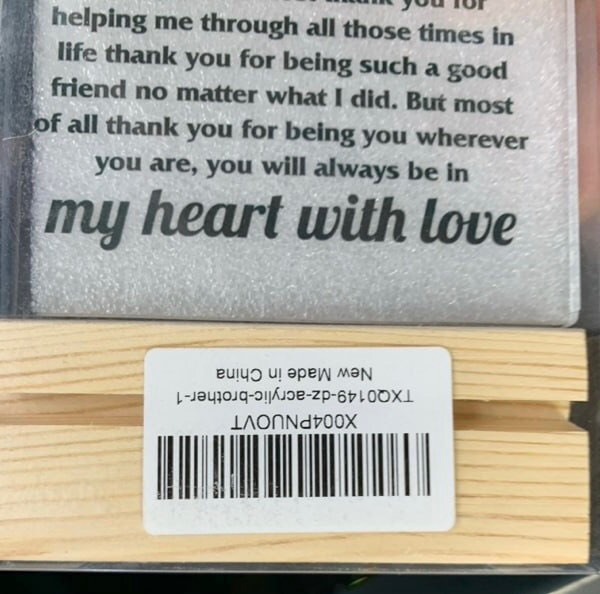 you for
helping me through all those times in
life thank you for being such a good
friend no matter what I did. But most
of all thank you for being you wherever
you are, you will always be in
my heart with love
X004PNUOVT
TXQ0149-dz-acrylic-brother-1
New Made in China